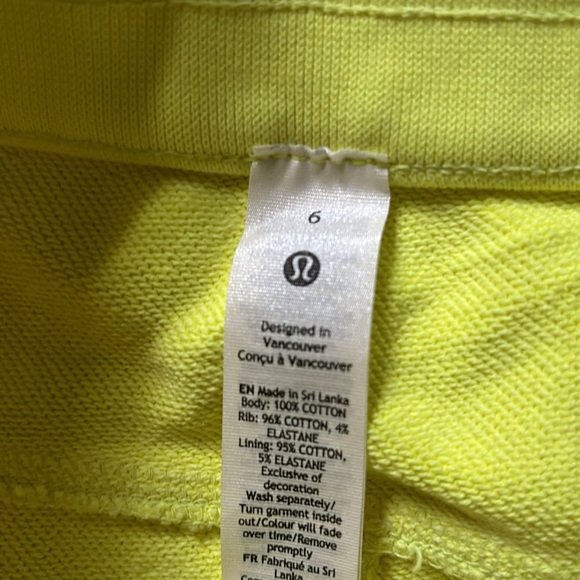 6
Designed in
Vancouver
Conçu à Vancouver
EN Made in Sri Lanka
Body: 100% COTTON
Rib: 96% COTTON, 4%
ELASTANE
Lining: 95% COTTON,
5% ELASTANE
Exclusive of
decoration
Wash separately/
Turn garment inside
out/Colour will fade
over time/Remove
promptly
FR Fabriqué au Sri
Lanka